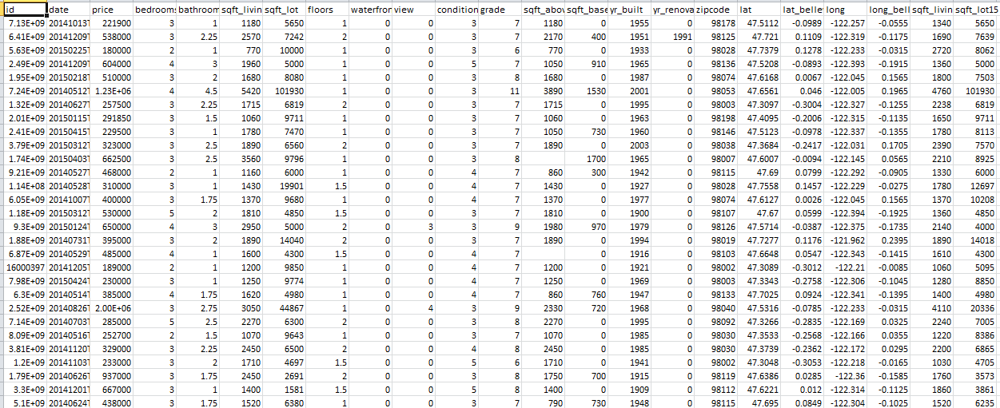 id date price bedrooms bathroom sqft_livin sqft_lot floors waterfron view condition grade sqft_abov sqft_base yr_built yr_renova zipcode lat lat_bellev long long_bell sqft_livin sqft_lot15
7.13E+09 20141013T 221900 3 1 1180 5650 1 0 0 3 7 1180 0 1955 0 98178 47.5112 -0.0989 -122.257 -0.0555 1340 5650
6.41E+09 20141209T 538000 3 2.25 2570 7242 2 0 0 3 7 2170 400 1951 1991 98125 47.721 0.1109 -122.319 -0.1175 1690 7639
5.63E+09 20150225T 180000 2 1 770 10000 1 0 0 3 6 770 0 1933 0 98028 47.7379 0.1278 -122.233 -0.0315 2720 8062
2.49E+09 20141209T 604000 4 3 1960 5000 1 0 0 5 7 1050 910 1965 0 98136 47.5208 -0.0893 -122.393 -0.1915 1360 5000
1.95E+09 20150218T 510000 3 2 1680 8080 1 0 0 3 8 1680 0 1987 0 98074 47.6168 0.0067 -122.045 0.1565 1800 7503
7.24E+09 20140512T 1.23E+06 4 4.5 5420 101930 1 0 0 3 11 3890 1530 2001 0 98053 47.6561 0.046 -122.005 0.1965 4760 101930
1.32E+09 20140627T 257500 3 2.25 1715 6819 2 0 0 3 7 1715 0 1995 0 98003 47.3097 -0.3004 -122.327 -0.1255 2238 6819
2.01E+09 20150115T 291850 3 1.5 1060 9711 1 0 0 3 7 1060 0 1963 0 98198 47.4095 -0.2006 -122.315 -0.1135 1650 9711
2.41E+09 20150415T 229500 3 1 1780 7470 1 0 0 3 7 1050 730 1960 0 98146 47.5123 -0.0978 -122.337 -0.1355 1780 8113
3.79E+09 20150312T 323000 3 2.5 1890 6560 2 0 0 3 7 1890 0 2003 0 98038 47.3684 -0.2417 -122.031 0.1705 2390 7570
1.74E+09 20150403T 662500 3 2.5 3560 9796 1 0 0 3 8 1700 1965 0 98007 47.6007 -0.0094 -122.145 0.0565 2210 8925
9.21E+09 20140527T 468000 2 1 1160 6000 1 0 0 4 7 860 300 1942 0 98115 47.69 0.0799 -122.292 -0.0905 1330 6000
1.14E+08 20140528T 310000 3 1 1430 19901 1.5 0 0 4 7 1430 0 1927 0 98028 47.7558 0.1457 -122.229 -0.0275 1780 12697
6.05E+09 20141007T 400000 3 1.75 1370 9680 1 0 0 4 7 1370 0 1977 0 98074 47.6127 0.0026 -122.045 0.1565 1370 10208
1.18E+09 20150312T 530000 5 2 1810 4850 1.5 0 0 3 7 1810 0 1900 0 98107 47.67 0.0599 -122.394 -0.1925 1360 4850
9.3E+09 20150124T 650000 4 3 2950 5000 2 0 3 3 9 1980 970 1979 0 98126 47.5714 -0.0387 -122.375 -0.1735 2140 4000
1.88E+09 20140731T 395000 3 2 1890 14040 2 0 0 3 7 1890 0 1994 0 98019 47.7277 0.1176 -121.962 0.2395 1890 14018
6.87E+09 20140529T 485000 4 1 1600 4300 1.5 0 0 4 7 0 1916 0 98103 47.6648 0.0547 -122.343 -0.1415 1610 4300
16000397 20141205T 189000 2 1 1200 9850 1 0 0 4 7 1200 0 1921 0 98002 47.3089 -0.3012 -122.21 -0.0085 1060 5095
7.98E+09 20150424T 230000 3 1 1250 9774 1 0 0 4 7 1250 0 1969 0 98003 47.3343 -0.2758 -122.306 -0.1045 1280 8850
6.3E+09 20140514T 385000 4 1.75 1620 4980 1 0 0 4 7 860 760 1947 0 98133 47.7025 0.0924 -122.341 -0.1395 1400 4980
2.52E+09 20140826T 2.00E+06 3 2.75 3050 44867 1 0 4 3 9 2330 720 1968 0 98040 47.5316 -0.0785 -122.233 -0.0315 4110 20336
7.14E+09 20140703T 285000 5 2.5 2270 6300 2 0 0 3 8 2270 0 1995 0 98092 47.3266 -0.2835 -122.169 0.0325 2240 7005
8.09E+09 20140516T 252700 2 1.5 1070 9643 1 0 0 3 7 1070 0 1985 0 98030 47.3533 -0.2568 -122.166 0.0355 1220 8386
3.81E+09 20141120T 329000 3 2.25 2450 6500 2 0 0 4 8 2450 0 1985 0 98030 47.3739 -0.2362 -122.172 0.0295 2200 6865
1.2E+09 20141103T 233000 3 2 1710 4697 1.5 0 0 5 6 1710 0 1941 0 98002 47.3048 -0.3053 -122.218 -0.0165 1030 4705
1.79E+09 20140626T 937000 3 1.75 2450 2691 2 0 0 3 8 1750 700 1915 0 98119 47.6386 0.0285 -122.36 -0.1585 1760 3573
3.3E+09 20141201T 667000 3 1 1400 1581 1.5 0 0 5 8 1400 0 1909 0 98112 47.6221 0.012 -122.314 -0.1125 1860 3861
5.1E+09 20140624T 438000 3 1.75 1520 6380 1 0 0 3 7 790 730 1948 0 98115 47.695 0.0849 -122.304 -0.1025 1520 6235